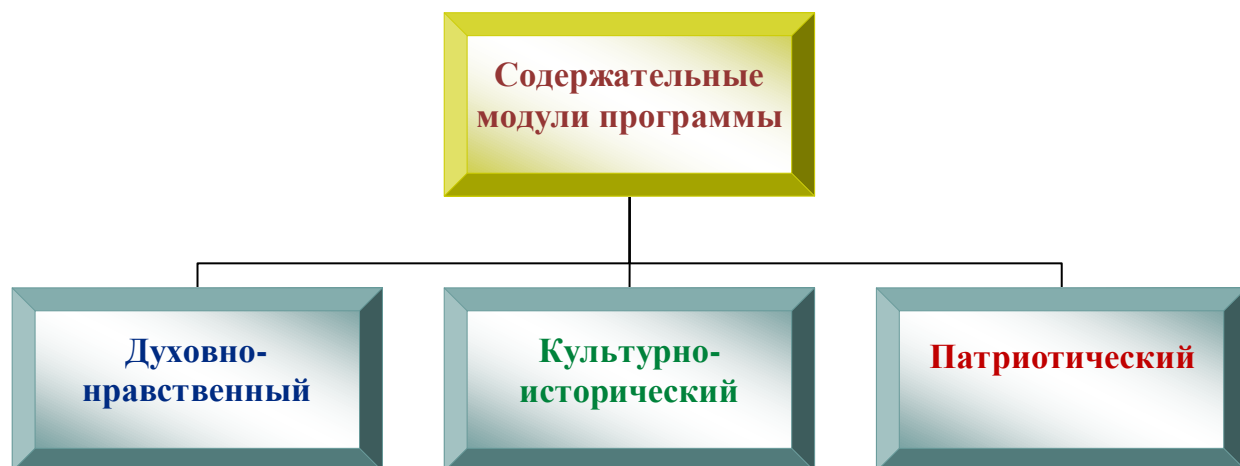 Содержательные
модули программы
Духовно-
нравственный
Культурно-
исторический
Патриотический